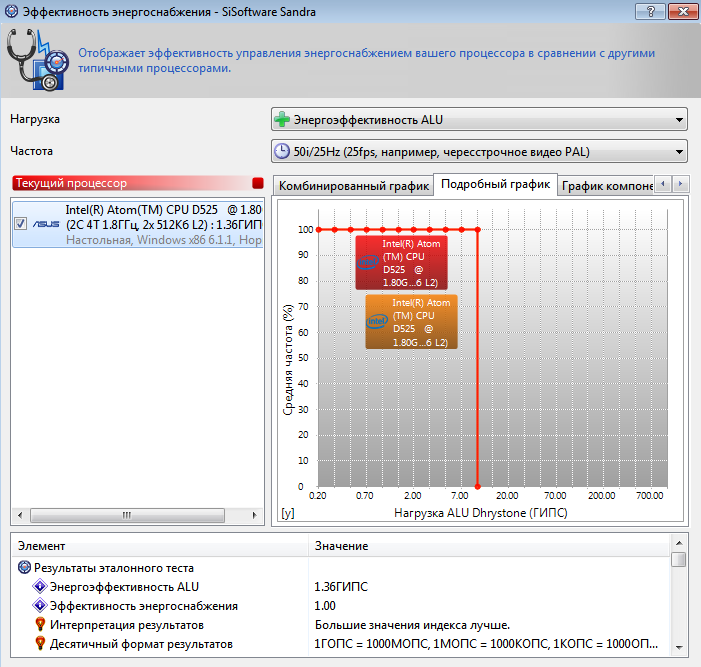 Эффективность энергоснабжения - SiSoftware Sandra
Отображает эффективность управления энергоснабжением вашего процессора в сравнении с другими
типичными процессорами.
Нагрузка
Энергоэффективность ALU
Частота
50i/25Hz (25fps, например, чересстрочное видео PAL)
Текущий процессор
ASUS
Intel(R) Atom(TM) CPU D525 @ 1.80
(2C 4T 1.8ГГц, 2x 512K6 L2) : 1.36ГИП
Настольная, Windows x86 6.1.1, Нор
Комбинированный график
Подробный график
График компоне
Средняя частота (%)
100
90
80
70
60
50
40
30
20
10
0
Intel(R) Atom
(TM) CPU
D525 @
1.80G...6 L2)
intel
Intel(R) Atom
(TM) CPU
D525 @
1.80G...6 L2)
intel
0.20 0.70 2.00 7.00 20.00 70.00 200.00 700.00
[y]
Нагрузка ALU Dhrystone (ГИПС)
Элемент Значение
Результаты эталонного теста
Энергоэффективность ALU 1.36ГИПС
Эффективность энергоснабжения 1.00
Интерпретация результатов Большие значения индекса лучше.
Десятичный формат результатов 1ГОПС = 1000МОПС, 1МОПС = 1000КОПС, 1КОПС = 1000ОП...